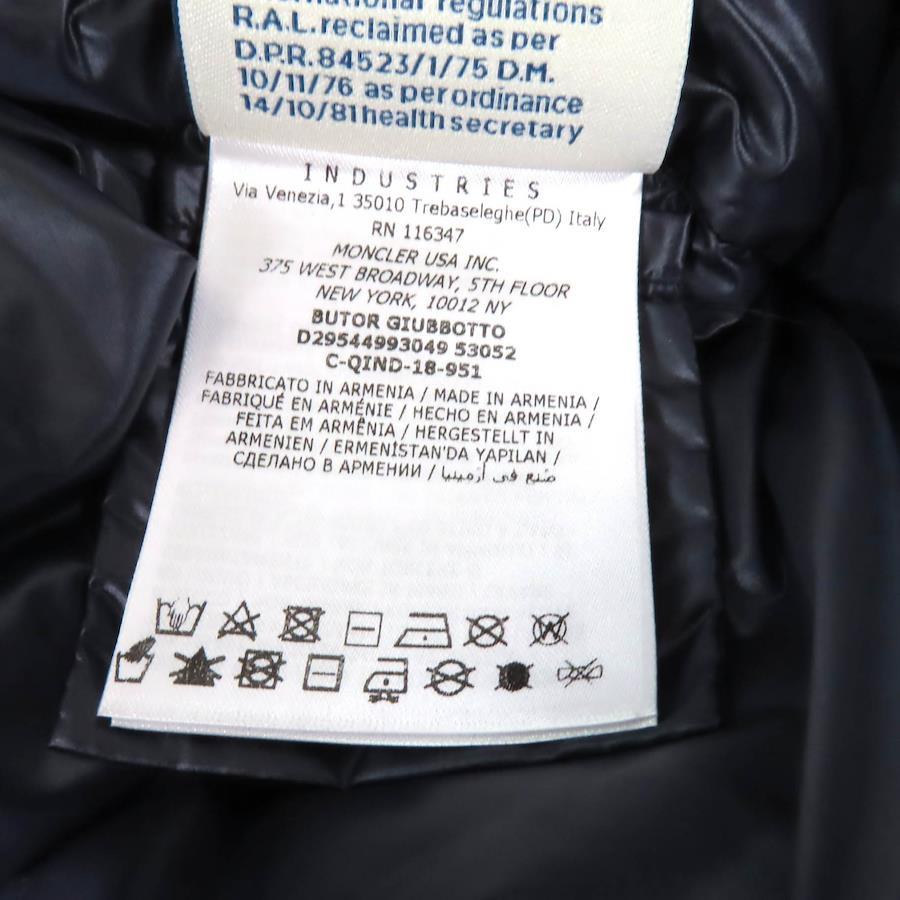 regulations
R.A.L.reclaimed as per
D.P.R.84523/1/75 D.M.
10/11/76 as per ordinance
14/10/81 health secretary
INDUSTRIES
Via Venezia,1 35010 Trebaseleghe(PD) Italy
RN 116347
MONCLER USA INC.
375 WEST BROADWAY, 5TH FLOOR
NEW YORK, 10012 NY
BUTOR GIUBBOTTO
D29544993049 53052
C-QIND-18-951
FABBRICATO IN ARMENIA / MADE IN ARMENIA /
FABRIQUÉ EN ARMÉNIE / HECHO EN ARMENIA /
FEITA EM ARMÊNIA / HERGESTELLT IN
ARMENIEN / ERMENİSTAN'DA YAPILAN /
СДЕЛАНО В АРМЕНИИ / صنع في أرمينيا